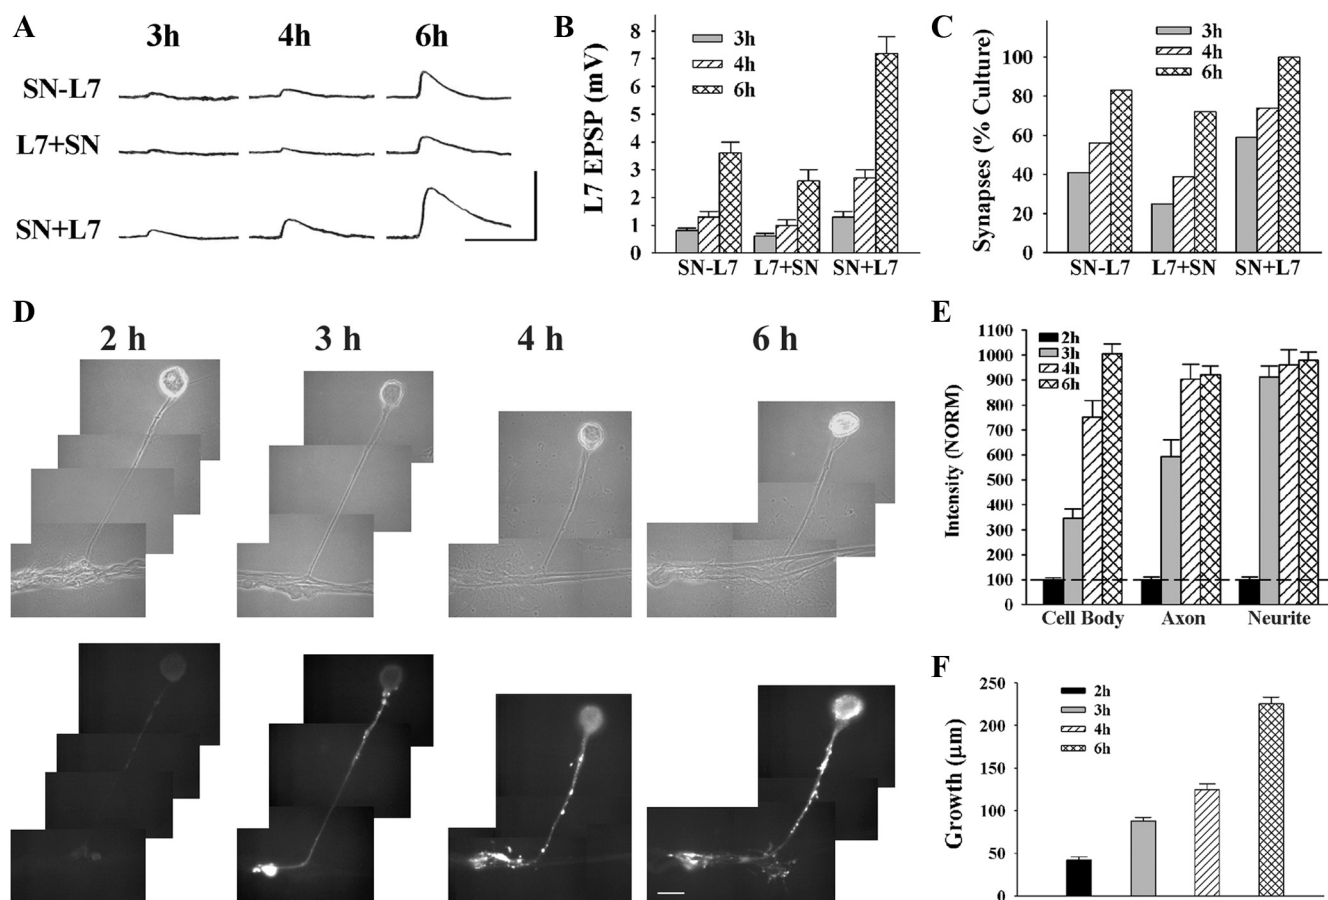 A
3h 4h 6h
SN-L7
L7+SN
SN+L7
B
L7 EPSP (mV)
8
7
6
5
4
3
2
1
0
3h
4h
6h
SN-L7 L7+SN SN+L7
C
Synapses (% Culture)
100
80
60
40
20
0
3h
4h
6h
SN-L7 L7+SN SN+L7
D
2 h 3 h 4 h 6 h
E
Intensity (NORM)
1100
1000
900
800
700
600
500
400
300
200
100
0
2h
3h
4h
6h
Cell Body Axon Neurite
F
Growth (μm)
250
200
150
100
50
0
2h
3h
4h
6h